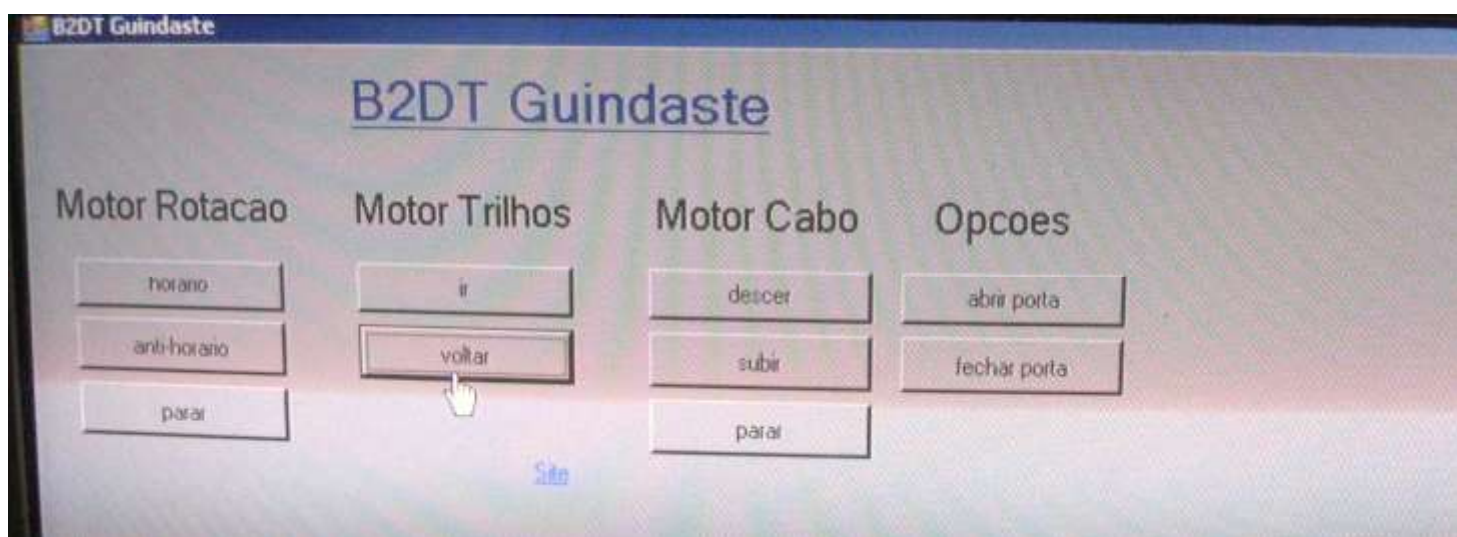 B2DT Guindaste
B2DT Guindaste
Motor Rotacao
Motor Trilhos
Motor Cabo
Opcoes
horario
ir
descer
abrir porta
anti-horario
voltar
subir
fechar porta
parar
parar
Site